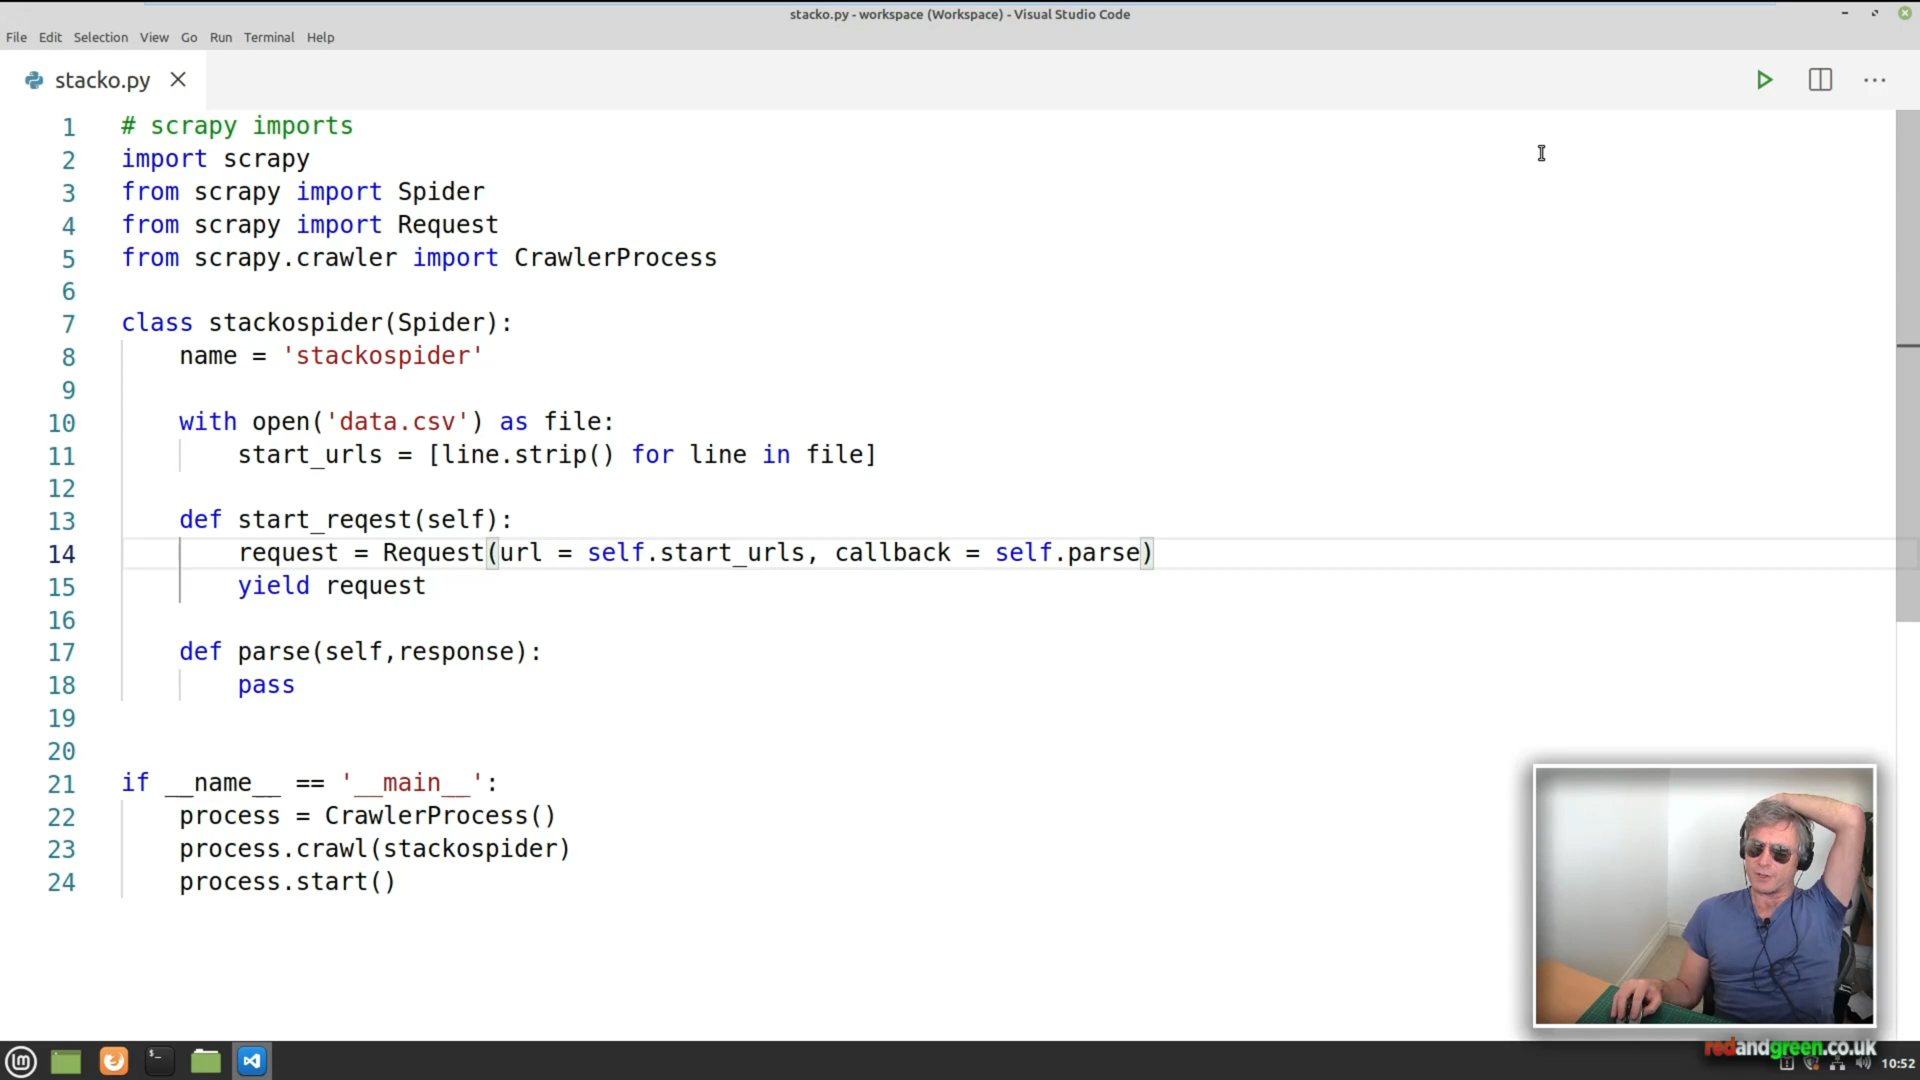 stacko.py - workspace (Workspace) - Visual Studio Code
File Edit Selection View Go Run Terminal Help
stacko.py
1 # scrapy imports
2 import scrapy
3 from scrapy import Spider
4 from scrapy import Request
5 from scrapy.crawler import CrawlerProcess
6
7 class stackospider(Spider):
8 name = 'stackospider'
9
10 with open('data.csv') as file:
11 start_urls = [line.strip() for line in file]
12
13 def start_reqest(self):
14 request = Request(url = self.start_urls, callback = self.parse)
15 yield request
16
17 def parse(self,response):
18 pass
19
20
21 if __name__ == '__main__':
22 process = CrawlerProcess()
23 process.crawl(stackospider)
24 process.start()
redandgreen.co.uk
10:52